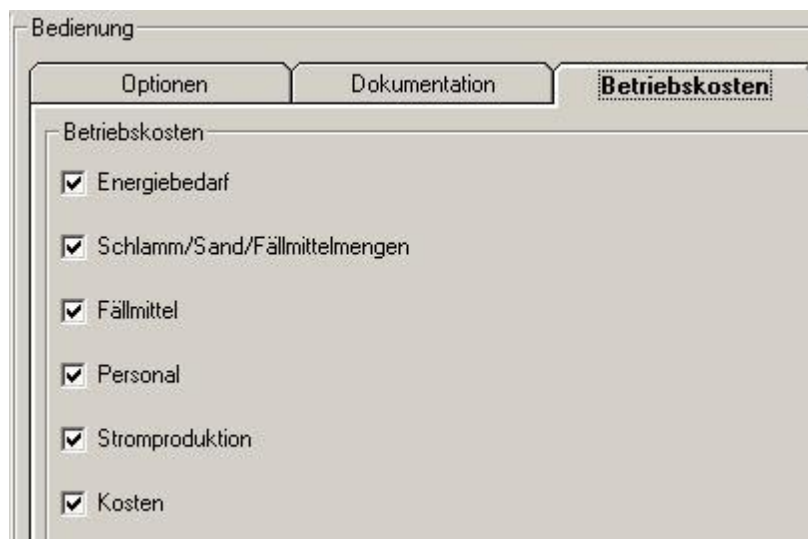 Bedienung
Optionen Dokumentation Betriebskosten
Betriebskosten
Energiebedarf
Schlamm/Sand/Fällmittelmengen
Fällmittel
Personal
Stromproduktion
Kosten